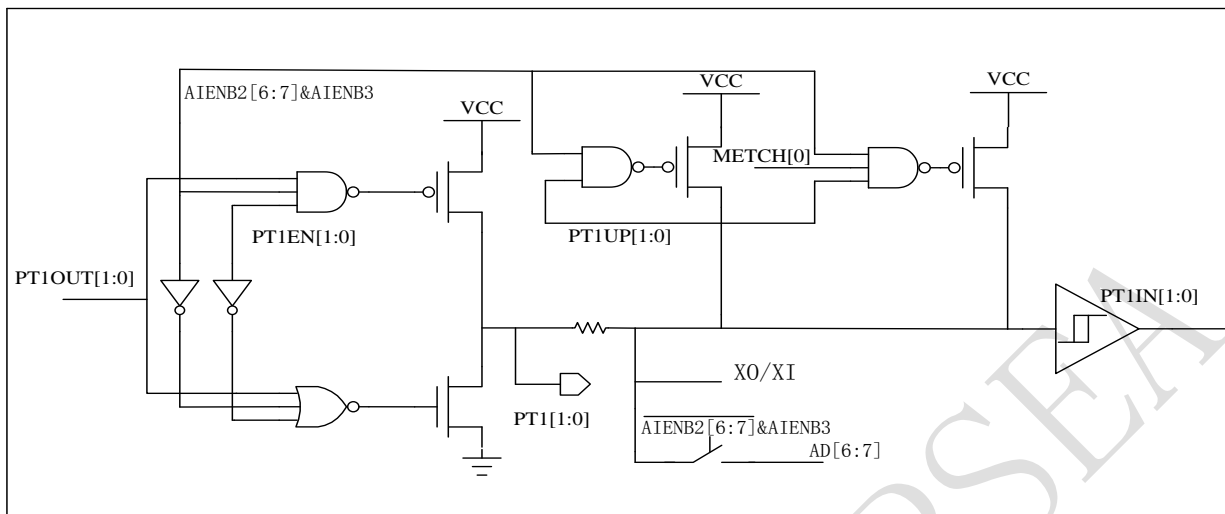 AIENB2[6:7]&AIENB3
VCC
VCC
VCC
METCH[0]
PT1EN[1:0]
PT1UP[1:0]
PT1OUT[1:0]
PT1IN[1:0]
XO/XI
PT1[1:0]
AIENB2[6:7]&AIENB3
AD[6:7]
PSEA